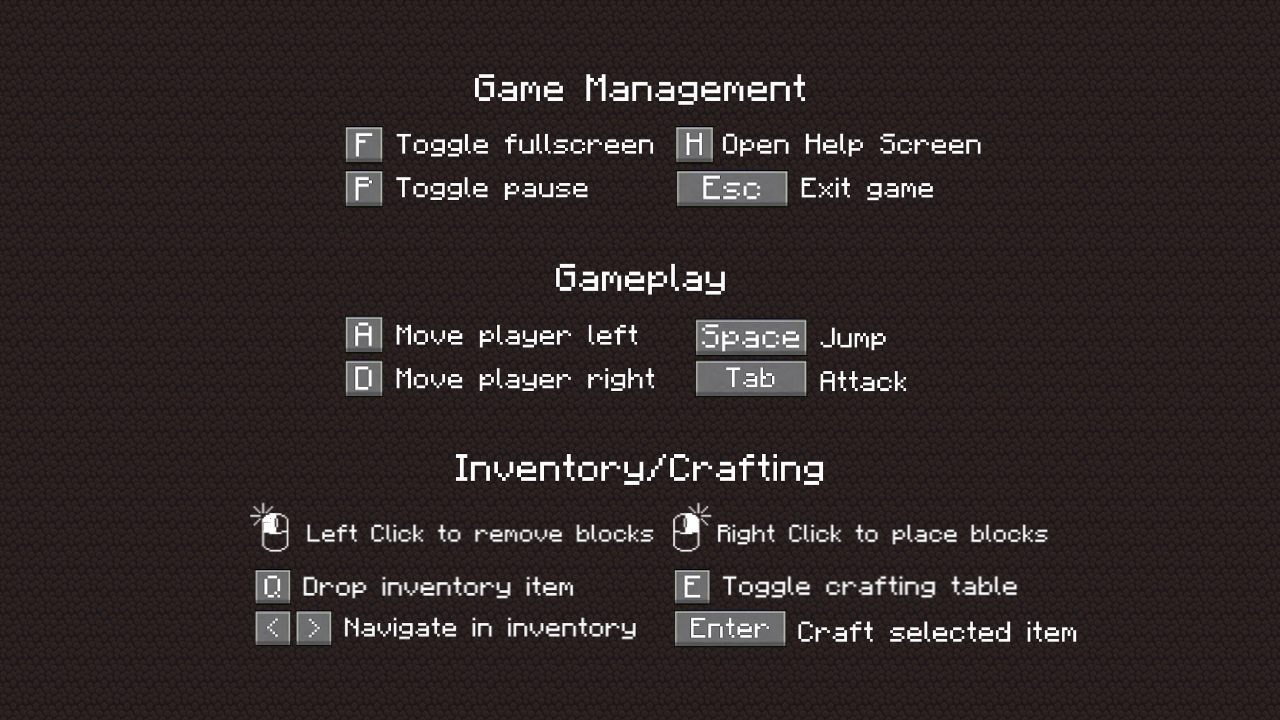 Game Management
F Toggle fullscreen H Open Help Screen
P Toggle pause Esc Exit game
Gameplay
A Move player left Space Jump
D Move player right Tab Attack
Inventory/Crafting
Left Click to remove blocks Right Click to place blocks
Q Drop inventory item E Toggle crafting table
< > Navigate in inventory Enter Craft selected item